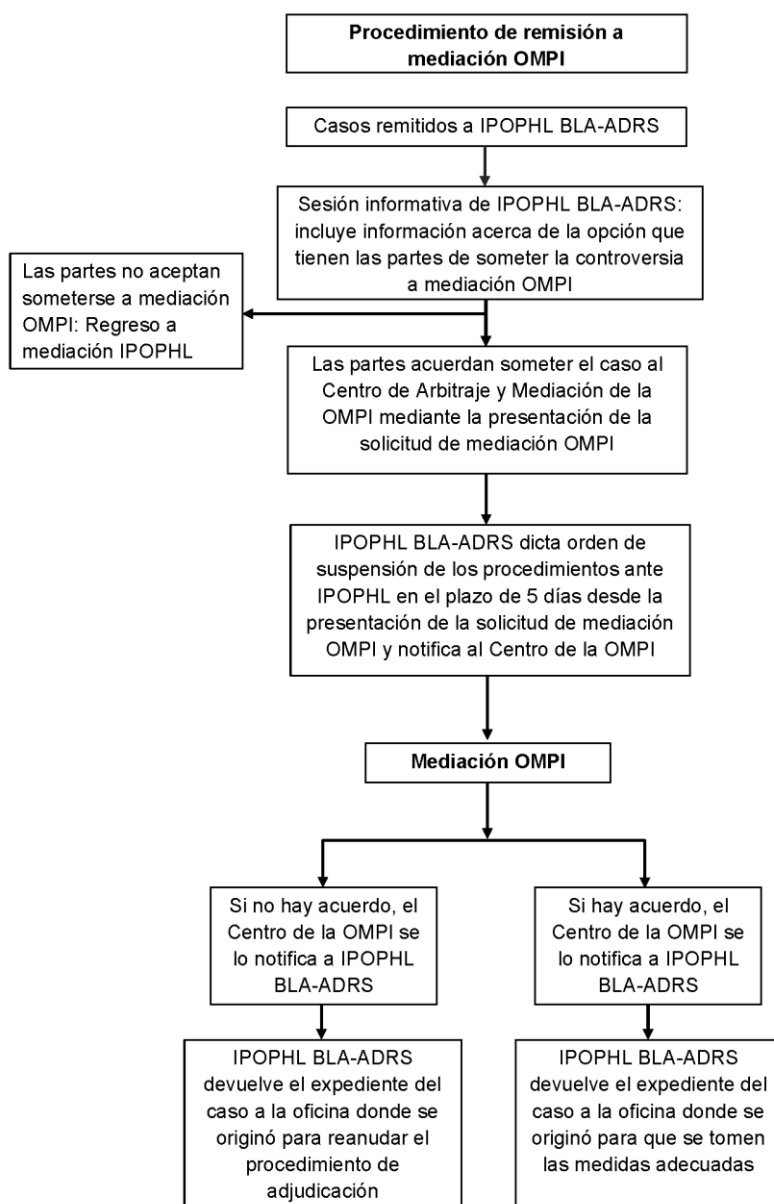 Procedimiento de remisión a
mediación OMPI
Casos remitidos a IPOPHL BLA-ADRS
Sesión informativa de IPOPHL BLA-ADRS:
incluye información acerca de la opción que
tienen las partes de someter la controversia
a mediación OMPI
Las partes no aceptan
someterse a mediación
OMPI: Regreso a
mediación IPOPHL
Las partes acuerdan someter el caso al
Centro de Arbitraje y Mediación de la
OMPI mediante la presentación de la
solicitud de mediación OMPI
IPOPHL BLA-ADRS dicta orden de
suspensión de los procedimientos ante
IPOPHL en el plazo de 5 días desde la
presentación de la solicitud de mediación
OMPI y notifica al Centro de la OMPI
Mediación OMPI
Si no hay acuerdo, el
Centro de la OMPI se
lo notifica a IPOPHL
BLA-ADRS
Si hay acuerdo, el
Centro de la OMPI se
lo notifica a IPOPHL
BLA-ADRS
IPOPHL BLA-ADRS
devuelve el expediente del
caso a la oficina donde se
originó para reanudar el
procedimiento de
adjudicación
IPOPHL BLA-ADRS
devuelve el expediente del
caso a la oficina donde se
originó para que se tomen
las medidas adecuadas